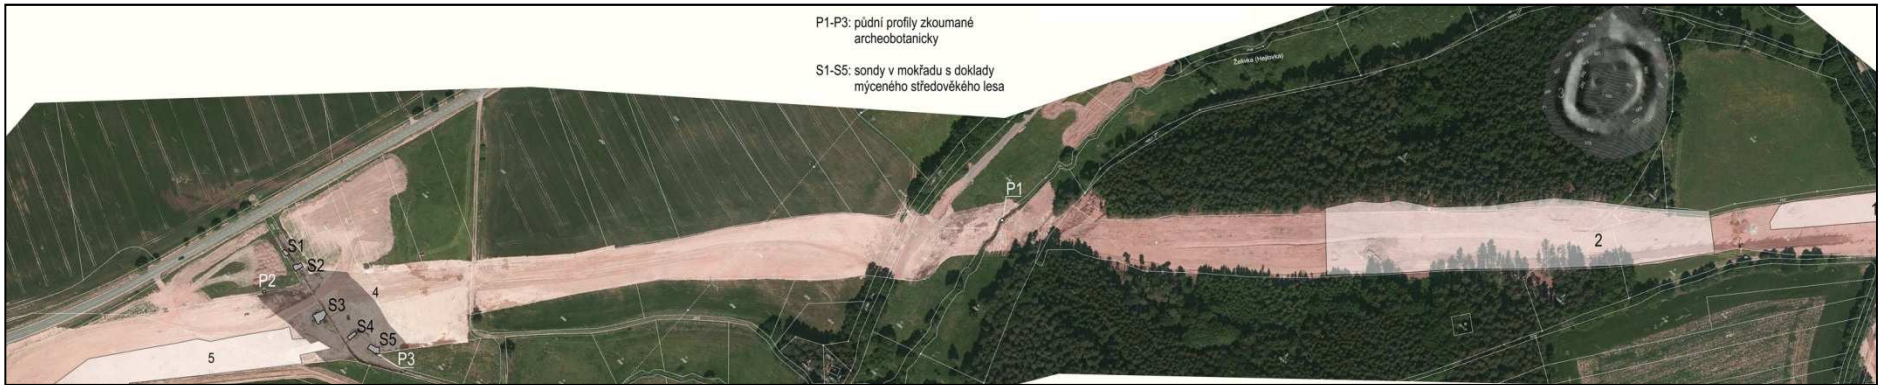 P1-P3: půdní profily zkoumané
archeobotanicky
S1-S5: sondy v mokřadu s doklady
mýceného středověkého lesa
Želivka (Hejlovka)
P1
1
2
S1
S2
P2
4
S3
S4
S5
5
P3